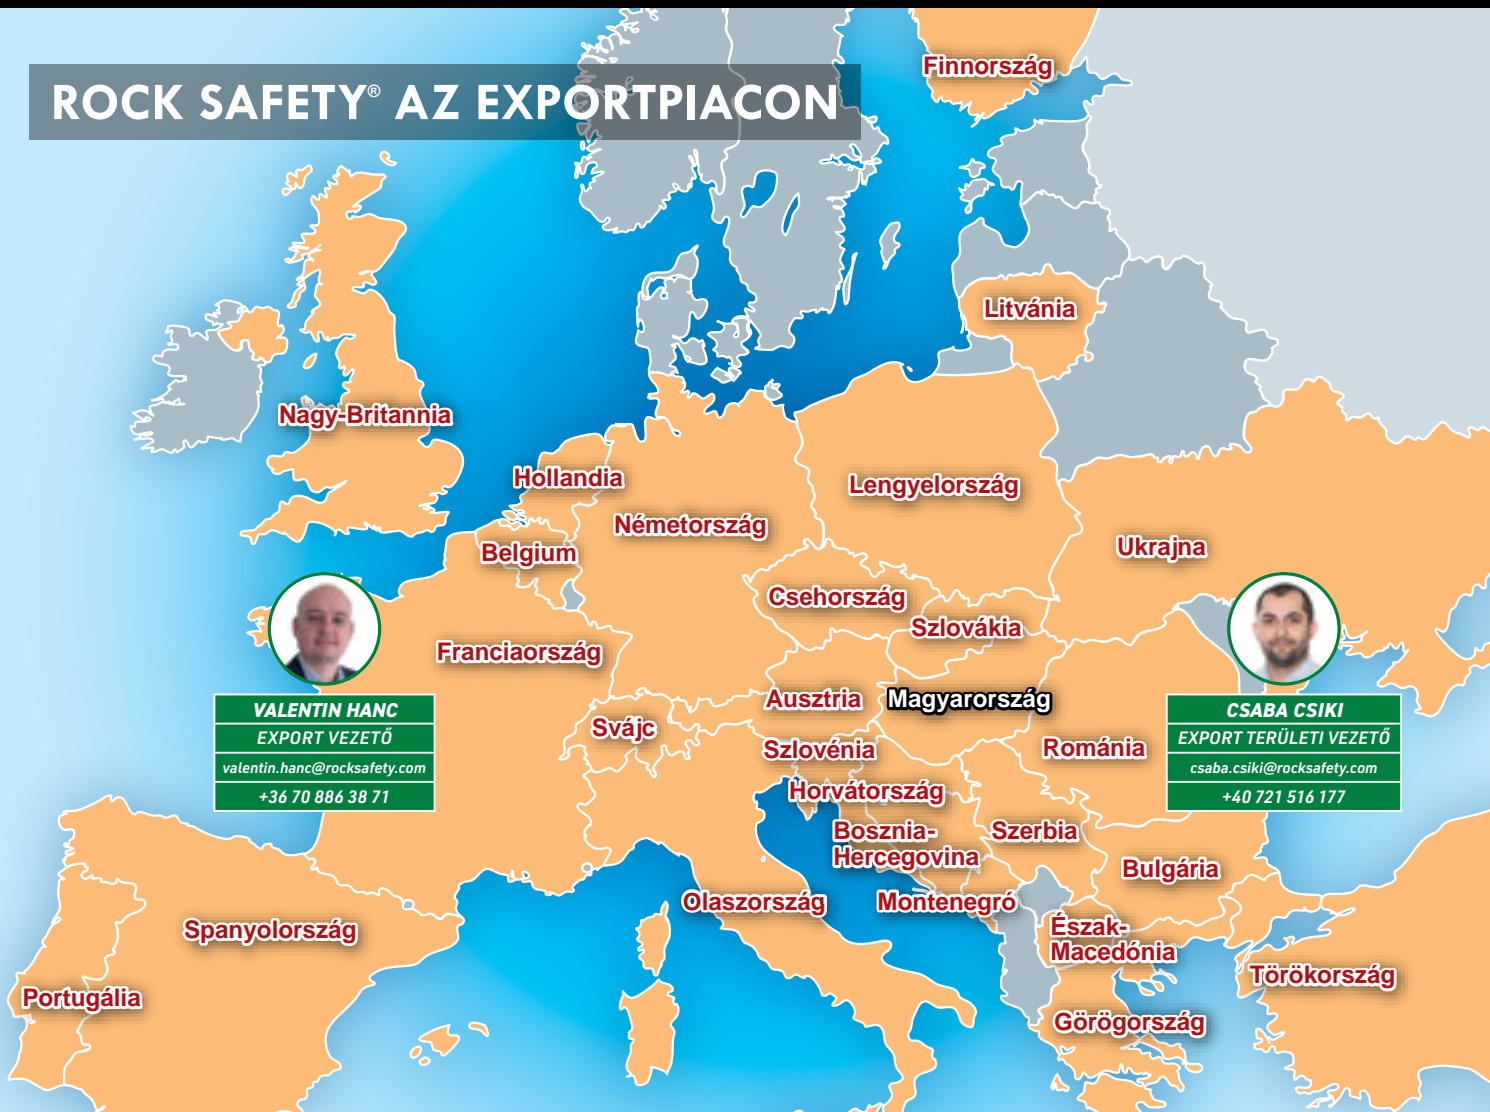 ROCK SAFETY® AZ EXPORTPIACON
Finnország
Litvánia
Nagy-Britannia
Hollandia
Lengyelország
Németország
Belgium
Ukrajna
Csehország
Szlovákia
Franciaország
Ausztria
Magyarország
Svájc
Szlovénia
Románia
Horvátország
Bosznia-
Hercegovina
Szerbia
Bulgária
Olaszország
Montenegró
Észak-
Macedónia
Spanyolország
Portugália
Törökország
Görögország
VALENTIN HANC
EXPORT VEZETŐ
valentin.hanc@rocksafety.com
+36 70 886 38 71
CSABA CSIKI
EXPORT TERÜLETI VEZETŐ
csaba.csiki@rocksafety.com
+40 721 516 177